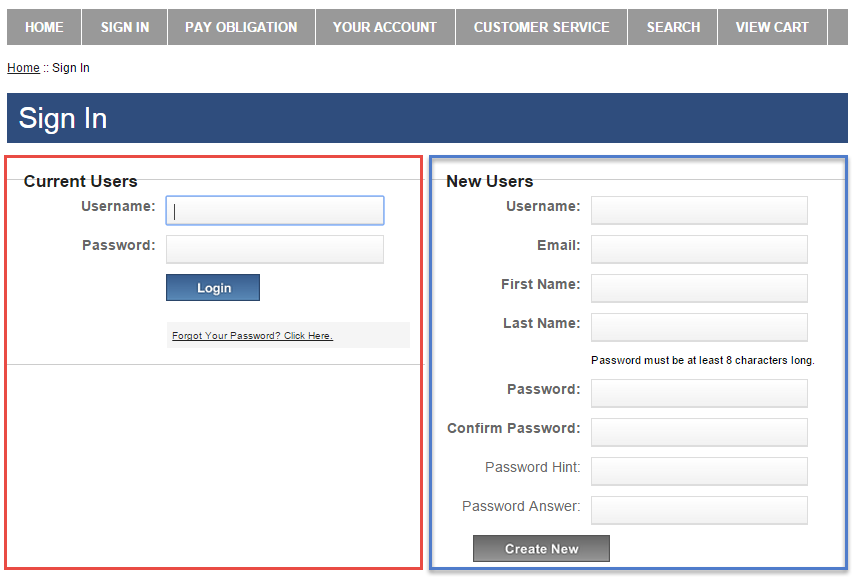 HOME SIGN IN PAY OBLIGATION YOUR ACCOUNT CUSTOMER SERVICE SEARCH VIEW CART
Home :: Sign In
Sign In
Current Users
Username:
Password:
Login
Forgot Your Password? Click Here.
New Users
Username:
Email:
First Name:
Last Name:
Password must be at least 8 characters long.
Password:
Confirm Password:
Password Hint:
Password Answer:
Create New